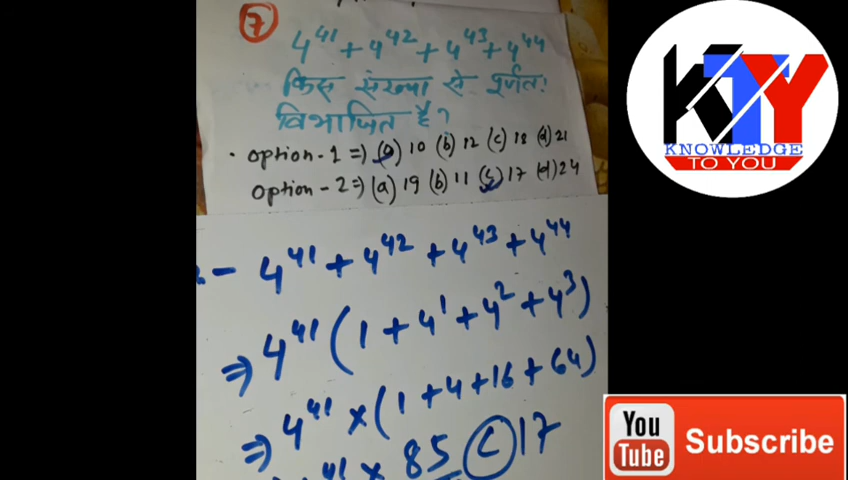 7
4^41 + 4^42 + 4^43 + 4^44
किस संख्या से पूर्णतः
विभाजित है?
. option-1 => (a) 10 (b) 12 (c) 18 (d) 21
option-2 => (a) 19 (b) 11 (c) 17 (d) 24
- 4^41 + 4^42 + 4^43 + 4^44
=> 4^41 (1 + 4^1 + 4^2 + 4^3)
=> 4^41 × (1 + 4 + 16 + 64)
41 × 85 (c) 17
KTY
KNOWLEDGE
TO YOU
You
Tube
Subscribe